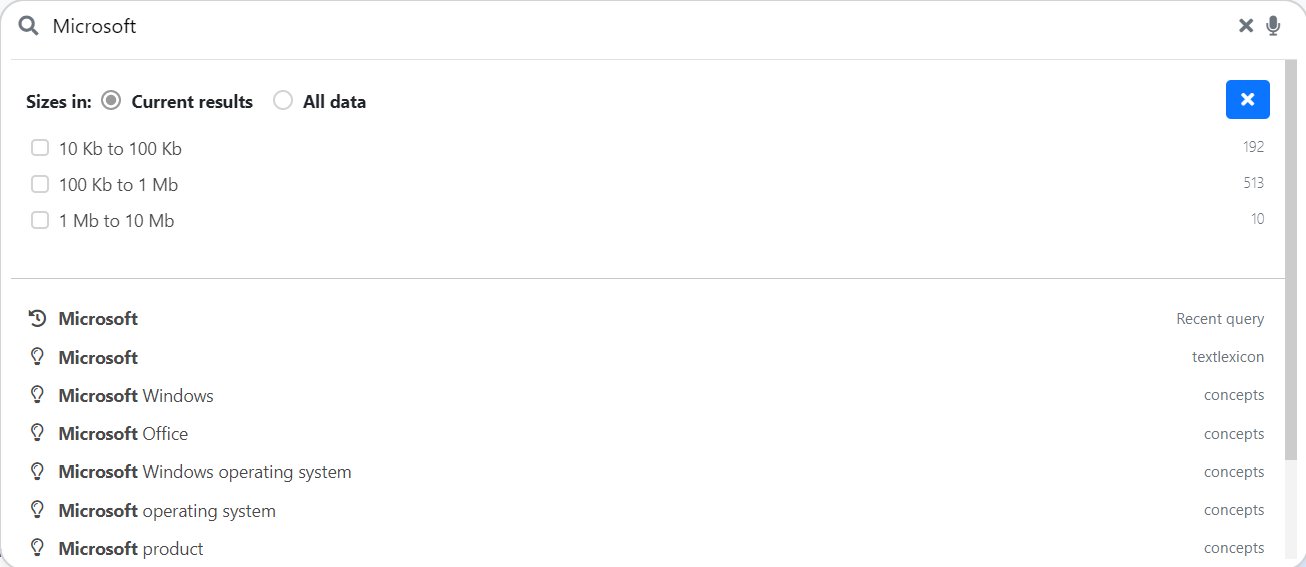 Microsoft
Sizes in: Current results All data
10 Kb to 100 Kb 192
100 Kb to 1 Mb 513
1 Mb to 10 Mb 10
Microsoft Recent query
Microsoft textlexicon
Microsoft Windows concepts
Microsoft Office concepts
Microsoft Windows operating system concepts
Microsoft operating system concepts
Microsoft product concepts